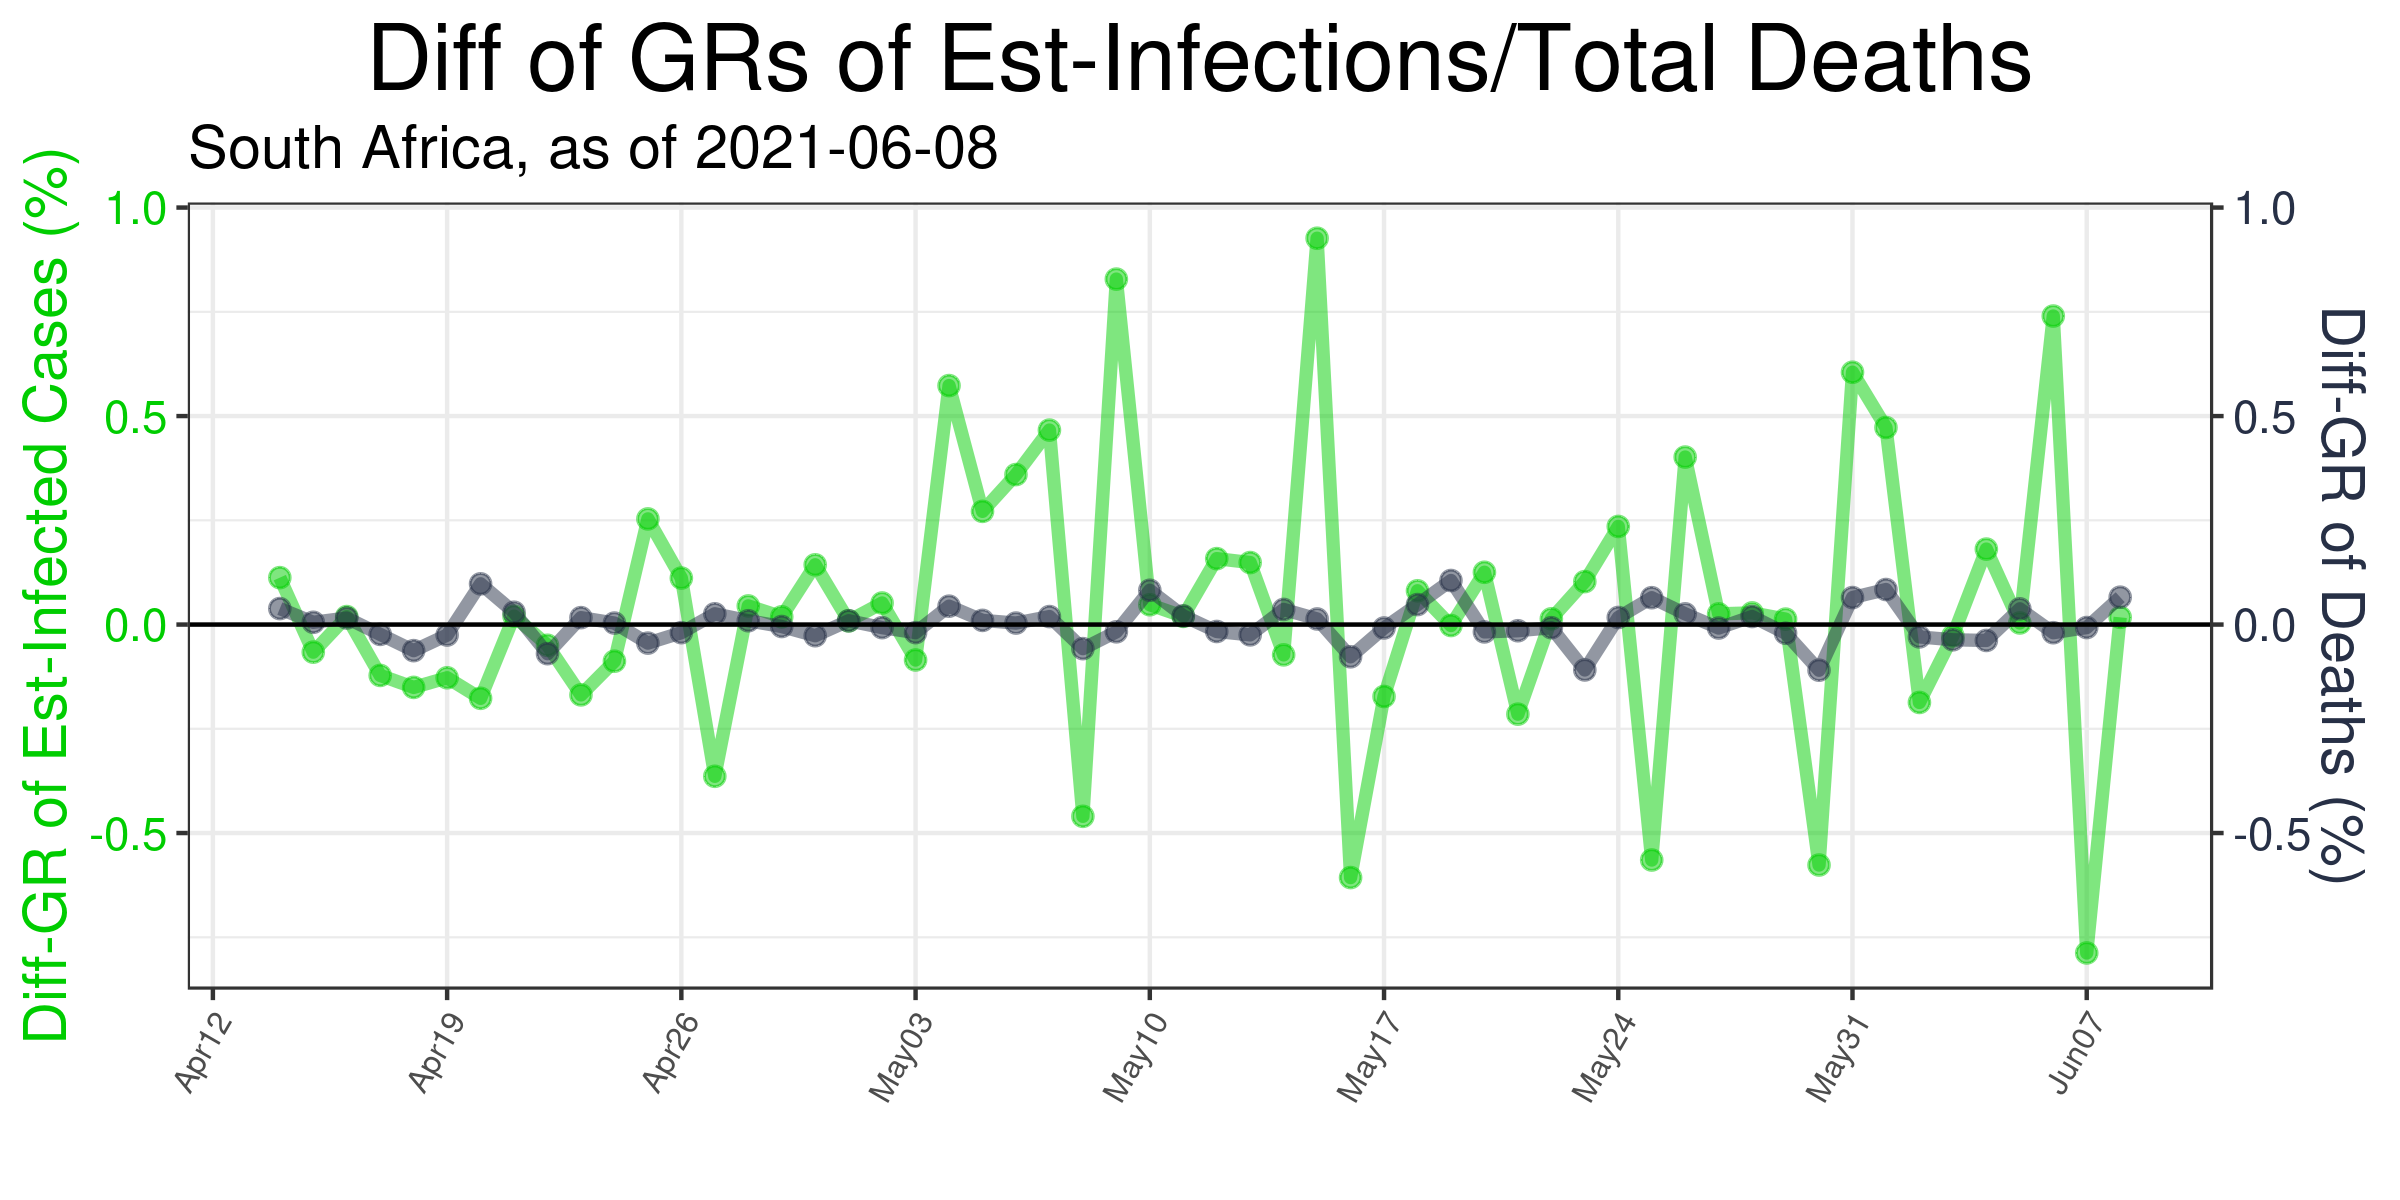 Diff of GRs of Est-Infections/Total Deaths
South Africa, as of 2021-06-08
Diff-GR of Est-Infected Cases (%)
1.0
0.5
0.0
-0.5
1.0
0.5
0.0
-0.5
Diff-GR of Deaths (%)
Apr12
Apr19
Apr26
May03
May10
May17
May24
May31
Jun07